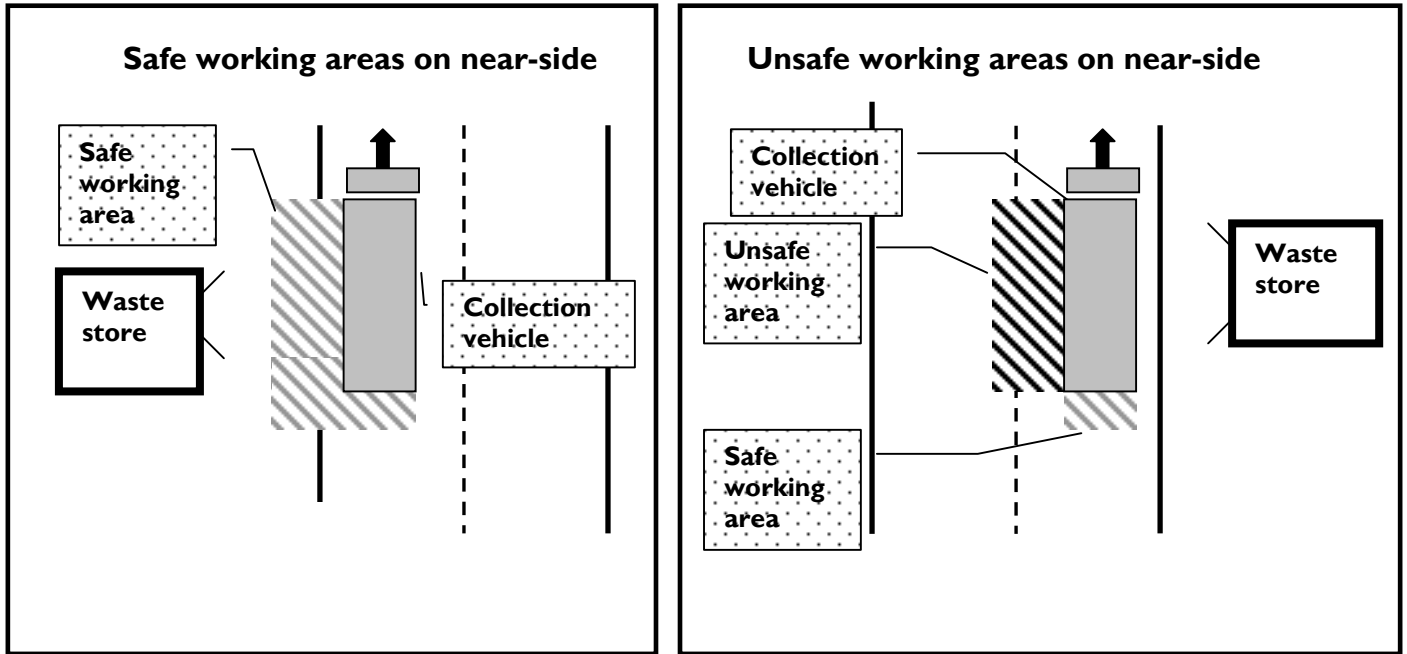 Safe working areas on near-side
Safe
working
area
Waste
store
Collection
vehicle
Unsafe working areas on near-side
Collection
vehicle
Unsafe
working
area
Waste
store
Safe
working
area